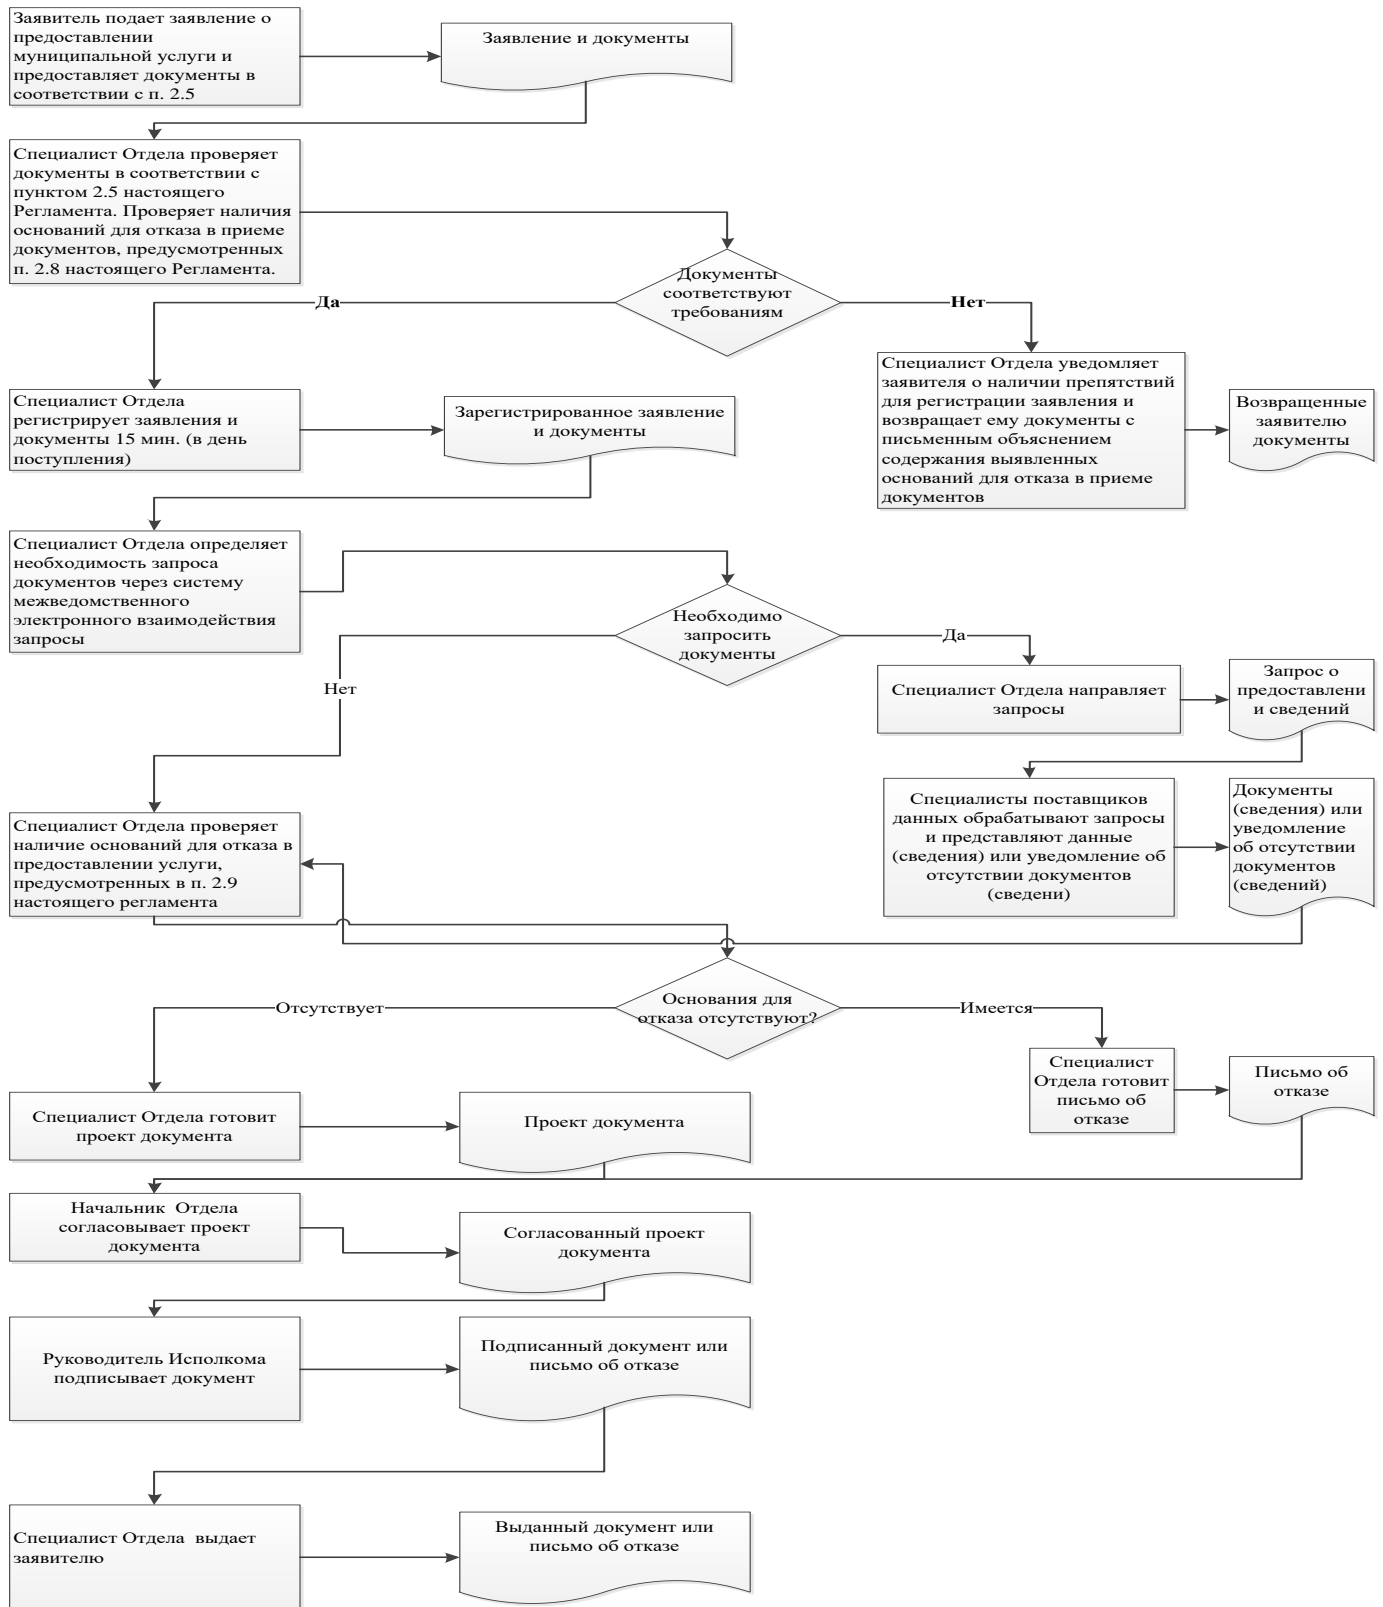 Заявитель подает заявление о
предоставлении
муниципальной услуги и
предоставляет документы в
соответствии с п. 2.5
Заявление и документы
Специалист Отдела проверяет
документы в соответствии с
пунктом 2.5 настоящего
Регламента. Проверяет наличия
оснований для отказа в приеме
документов, предусмотренных
п. 2.8 настоящего Регламента.
Документы
соответствуют
требованиям
Да
Нет
Специалист Отдела
регистрирует заявления и
документы 15 мин. (в день
поступления)
Зарегистрированное заявление
и документы
Специалист Отдела уведомляет
заявителя о наличии препятствий
для регистрации заявления и
возвращает ему документы с
письменным объяснением
содержания выявленных
оснований для отказа в приеме
документов
Возвращенные
заявителю
документы
Специалист Отдела определяет
необходимость запроса
документов через систему
межведомственного
электронного взаимодействия
запросы
Необходимо
запросить
документы
Да
Нет
Специалист Отдела направляет
запросы
Запрос о
предоставлени
и сведений
Специалисты поставщиков
данных обрабатывают запросы
и представляют данные
(сведения) или уведомление об
отсутствии документов
(сведени)
Документы
(сведения) или
уведомление
об отсутствии
документов
(сведений)
Специалист Отдела проверяет
наличие оснований для отказа в
предоставлении услуги,
предусмотренных в п. 2.9
настоящего регламента
Основания для
отказа отсутствуют?
Отсутствует
Имеется
Специалист
Отдела готовит
письмо об
отказе
Письмо об
отказе
Специалист Отдела готовит
проект документа
Проект документа
Начальник  Отдела
согласовывает проект
документа
Согласованный проект
документа
Руководитель Исполкома
подписывает документ
Подписанный документ или
письмо об отказе
Специалист Отдела  выдает
заявителю
Выданный документ или
письмо об отказе